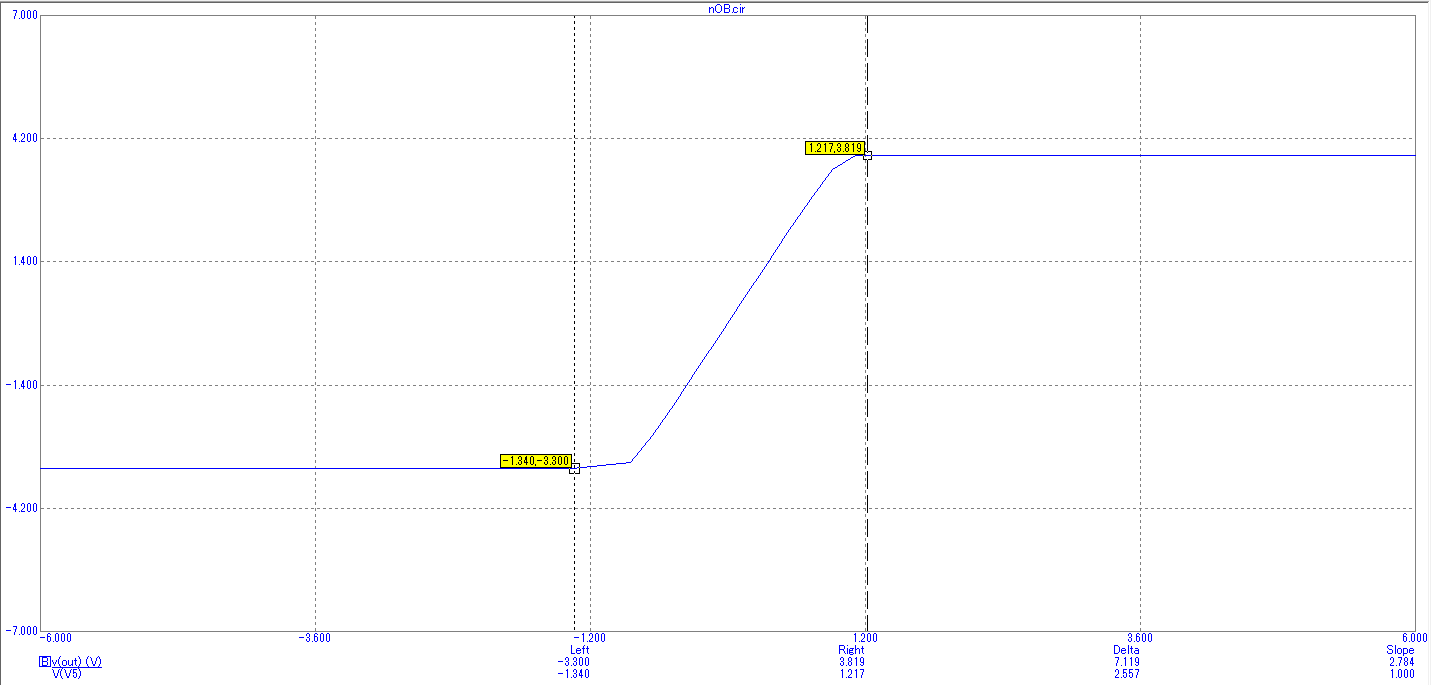 nOB.cir
7.000
4.200
1.217,3.819
1.400
-1.400
-1.340,-3.300
-4.200
-7.000
-6.000 -3.600 -1.200 1.200 3.600 6.000
Left Right Delta Slope
B v(out) (V) -3.300 3.819 7.119 2.784
V(V5) -1.340 1.217 2.557 1.000